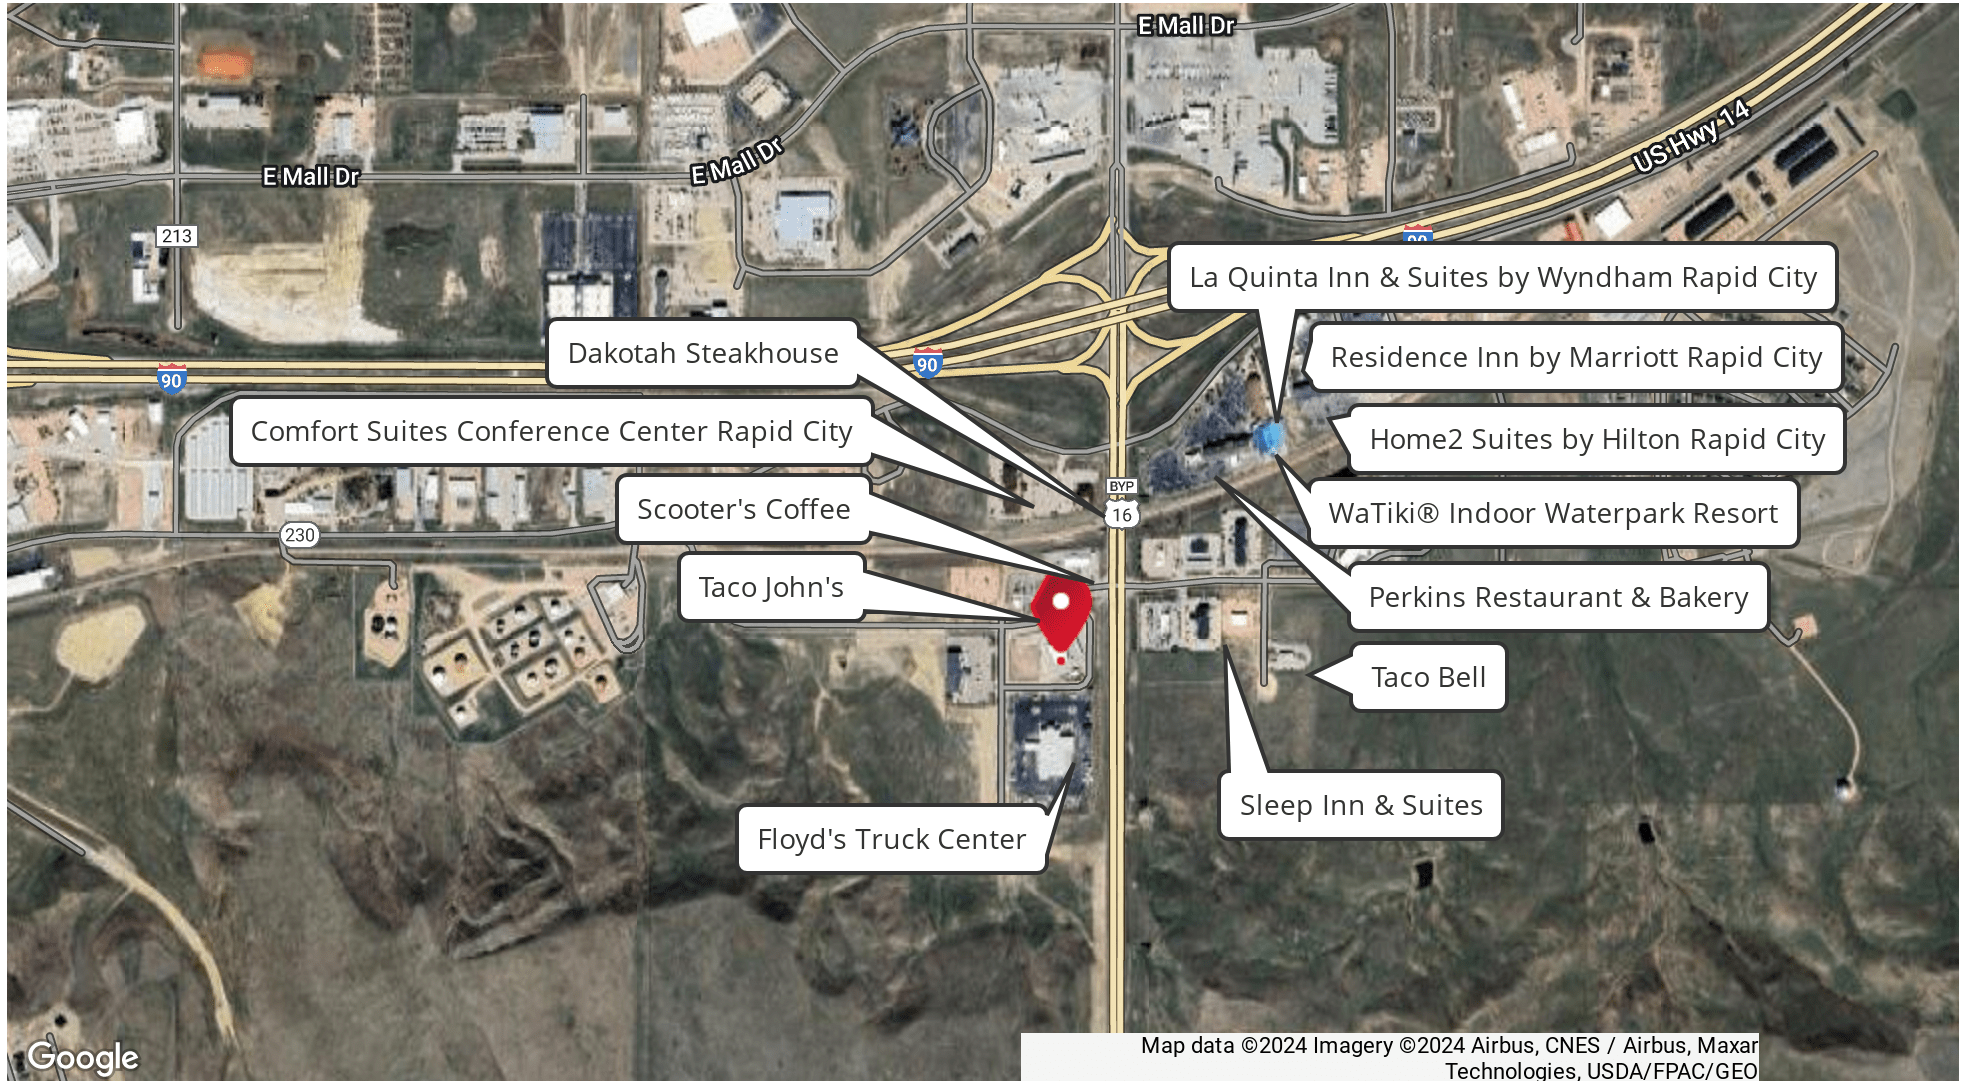 E Mall Dr
US Hwy 14
E Mall Dr
E Mall Dr
213
90
La Quinta Inn & Suites by Wyndham Rapid City
Dakotah Steakhouse
Residence Inn by Marriott Rapid City
90
90
Comfort Suites Conference Center Rapid City
Home2 Suites by Hilton Rapid City
BYP
16
Scooter's Coffee
WaTiki® Indoor Waterpark Resort
230
Taco John's
Perkins Restaurant & Bakery
Taco Bell
Sleep Inn & Suites
Floyd's Truck Center
Google
Map data ©2024 Imagery ©2024 Airbus, CNES / Airbus, Maxar
Technologies, USDA/FPAC/GEO